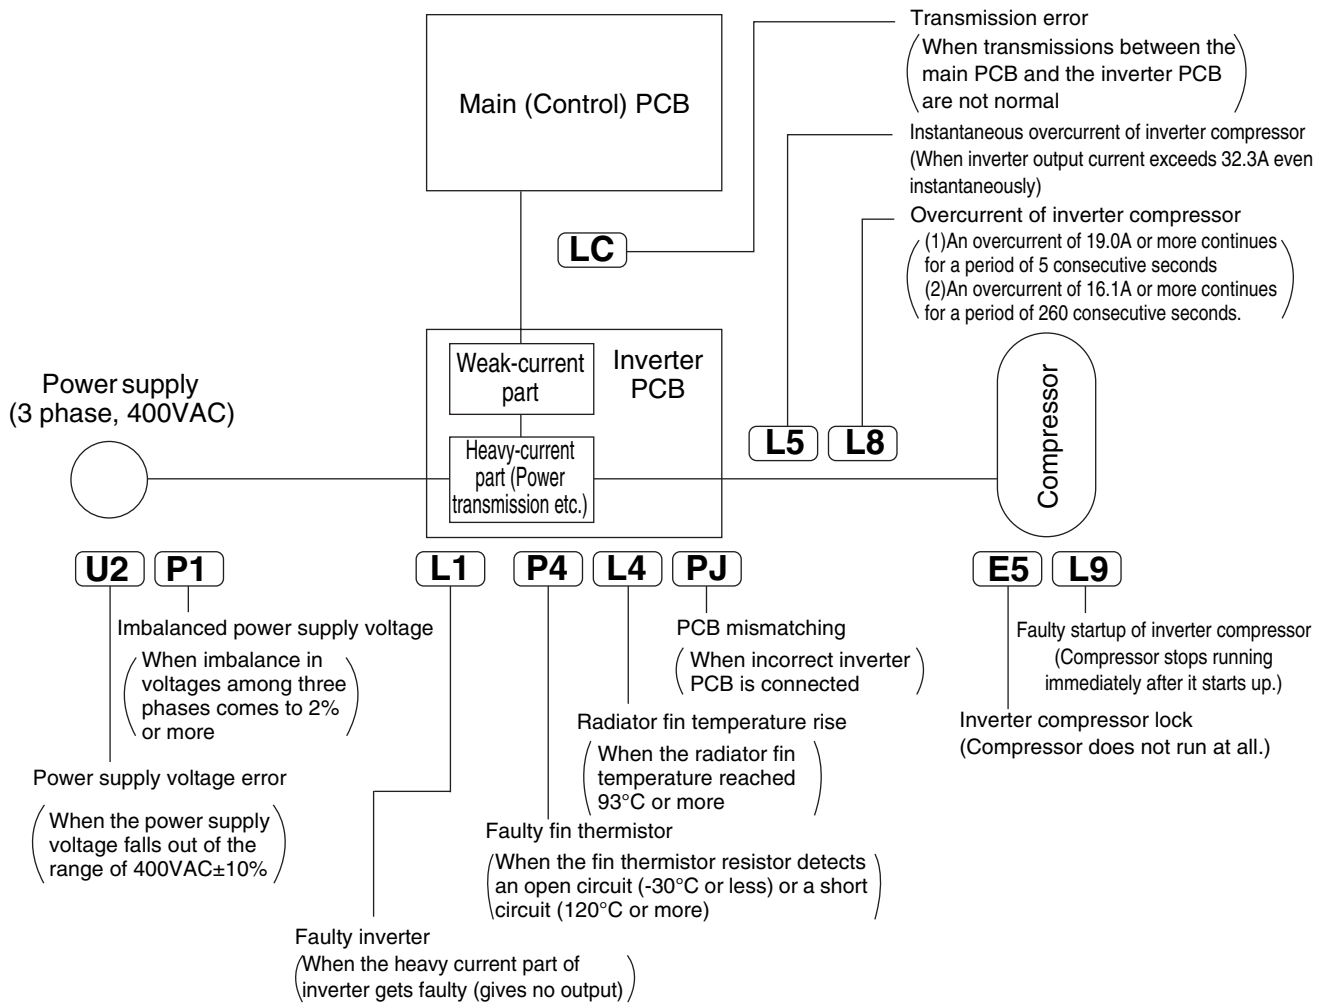 Transmission error
When transmissions between the
main PCB and the inverter PCB
are not normal
Main (Control) PCB
Instantaneous overcurrent of inverter compressor
(When inverter output current exceeds 32.3A even
instantaneously)
Overcurrent of inverter compressor
(1)An overcurrent of 19.0A or more continues
for a period of 5 consecutive seconds
(2)An overcurrent of 16.1A or more continues
for a period of 260 consecutive seconds.
LC
Weak-current
part
Inverter
PCB
Power supply
(3 phase, 400VAC)
Heavy-current
part (Power
transmission etc.)
L5
L8
Compressor
U2
P1
L1
P4
L4
PJ
E5
L9
Imbalanced power supply voltage
When imbalance in
voltages among three
phases comes to 2%
or more
PCB mismatching
When incorrect inverter
PCB is connected
Faulty startup of inverter compressor
(Compressor stops running
immediately after it starts up.)
Radiator fin temperature rise
When the radiator fin
temperature reached
93°C or more
Inverter compressor lock
(Compressor does not run at all.)
Power supply voltage error
When the power supply
voltage falls out of the
range of 400VAC±10%
Faulty fin thermistor
When the fin thermistor resistor detects
an open circuit (-30°C or less) or a short
circuit (120°C or more)
Faulty inverter
When the heavy current part of
inverter gets faulty (gives no output)